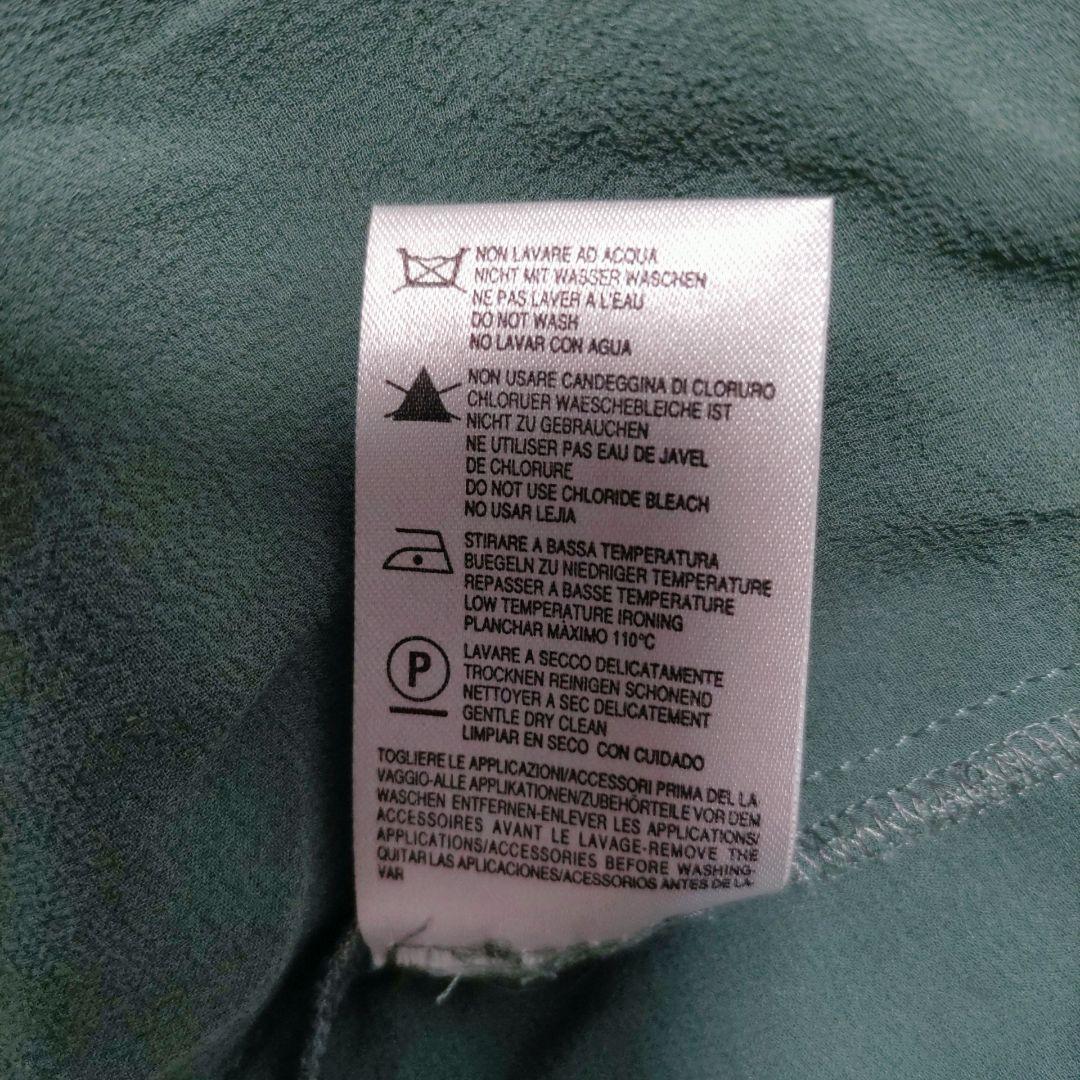 NON LAVARE AD ACQUA
NICHT MIT WASSER WASCHEN
NE PAS LAVER A L'EAU
DO NOT WASH
NO LAVAR CON AGUA
NON USARE CANDEGGINA DI CLORURO
CHLORUER WAESCHEBLEICHE IST
NICHT ZU GEBRAUCHEN
NE UTILISER PAS EAU DE JAVEL
DE CHLORURE
DO NOT USE CHLORIDE BLEACH
NO USAR LEJIA
STIRARE A BASSA TEMPERATURA
BUEGELN ZU NIEDRIGER TEMPERATURE
REPASSER A BASSE TEMPERATURE
LOW TEMPERATURE IRONING
PLANCHAR MÀXIMO 110°C
P
LAVARE A SECCO DELICATAMENTE
TROCKNEN REINIGEN SCHONEND
NETTOYER A SEC DELICATEMENT
GENTLE DRY CLEAN
LIMPIAR EN SECO CON CUIDADO
TOGLIERE LE APPLICAZIONI/ACCESSORI PRIMA DEL LA
VAGGIO-ALLE APPLIKATIONEN/ZUBEHÖRTEILE VOR DEM
WASCHEN ENTFERNEN-ENLEVER LES APPLICATIONS/
ACCESSOIRES AVANT LE LAVAGE-REMOVE THE
APPLICATIONS/ACCESSORIES BEFORE WASHING-
QUITAR LAS APLICACIONES/ACESSORIOS ANTES DE LA-
VAR